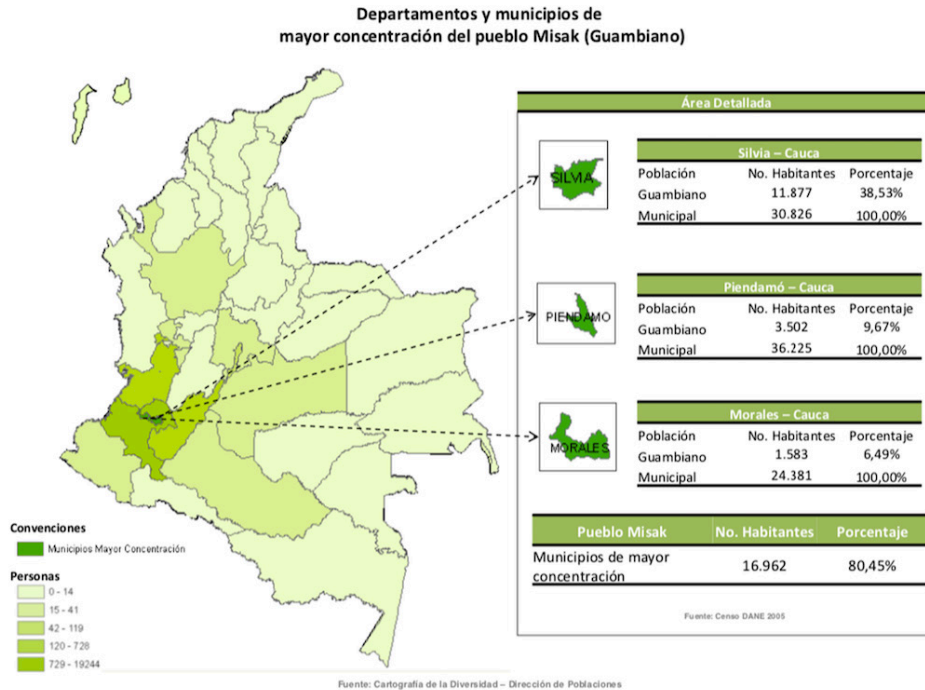 Departamentos y municipios de
mayor concentración del pueblo Misak (Guambiano)
Área Detallada
SILVIA
Silvia – Cauca
Población No. Habitantes Porcentaje
Guambiano 11.877 38,53%
Municipal 30.826 100,00%
PIENDAMO
Piendamó – Cauca
Población No. Habitantes Porcentaje
Guambiano 3.502 9,67%
Municipal 36.225 100,00%
MORALES
Morales – Cauca
Población No. Habitantes Porcentaje
Guambiano 1.583 6,49%
Municipal 24.381 100,00%
Pueblo Misak No. Habitantes Porcentaje
Municipios de mayor
concentración 16.962 80,45%
Fuente: Censo DANE 2005
Convenciones
Municipios Mayor Concentración
Personas
0 - 14
15 - 41
42 - 119
120 - 728
729 - 19244
Fuente: Cartografía de la Diversidad – Dirección de Poblaciones